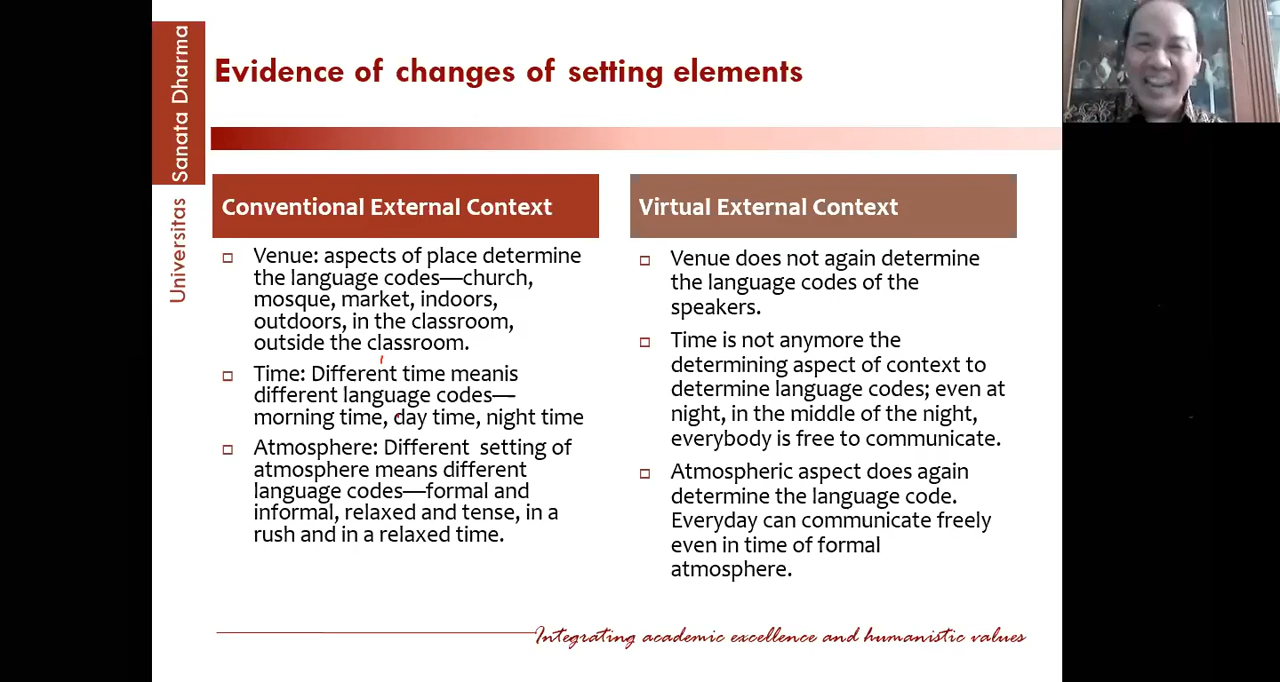 Universitas Sanata Dharma
Evidence of changes of setting elements
Conventional External Context
Venue: aspects of place determine
the language codes—church,
mosque, market, indoors,
outdoors, in the classroom,
outside the classroom.
Time: Different time meanis
different language codes—
morning time, day time, night time
Atmosphere: Different setting of
atmosphere means different
language codes—formal and
informal, relaxed and tense, in a
rush and in a relaxed time.
Virtual External Context
Venue does not again determine
the language codes of the
speakers.
Time is not anymore the
determining aspect of context to
determine language codes; even at
night, in the middle of the night,
everybody is free to communicate.
Atmospheric aspect does again
determine the language code.
Everyday can communicate freely
even in time of formal
atmosphere.
Integrating academic excellence and humanistic values